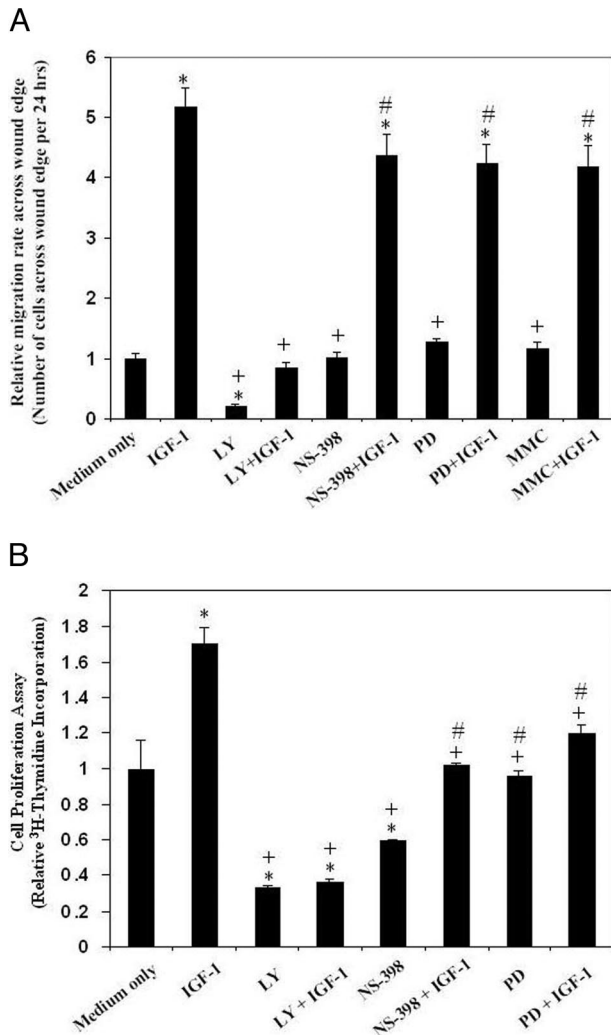 A
Relative migration rate across wound edge
(Number of cells across wound edge per 24 hrs)
6
5
4
3
2
1
0
*
+
*
+
+
#
*
+
#
*
+
#
*
Medium only
IGF-1
LY
LY+IGF-1
NS-398
NS-398+IGF-1
PD
PD+IGF-1
MMC
MMC+IGF-1
B
Cell Proliferation Assay
(Relative ³H-Thymidine Incorporation)
2
1.8
1.6
1.4
1.2
1
0.8
0.6
0.4
0.2
0
*
+
*
+
*
+
*
#
+
#
+
#
+
Medium only
IGF-1
LY
LY + IGF-1
NS-398
NS-398 + IGF-1
PD
PD + IGF-1